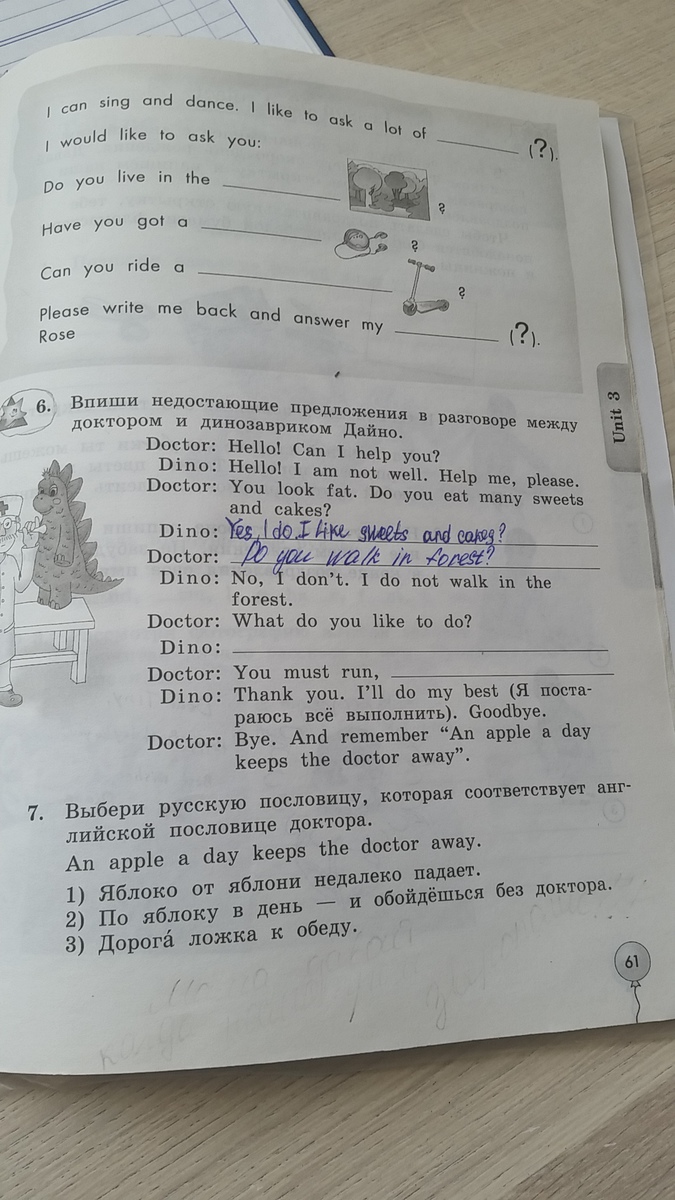 I can sing and dance. I like to ask a lot of ________ (?).
I would like to ask you:
Do you live in the ________ ?
Have you got a ________ ?
Can you ride a ________ ?
Please write me back and answer my ________ (?).
Rose
Unit 3
6. Впиши недостающие предложения в разговоре между
доктором и динозавриком Дайно.
Doctor: Hello! Can I help you?
Dino: Hello! I am not well. Help me, please.
Doctor: You look fat. Do you eat many sweets
and cakes?
Dino: Yes, I do. I like sweets and cakes?
Doctor: Do you walk in forest?
Dino: No, I don't. I do not walk in the
forest.
Doctor: What do you like to do?
Dino: ________
Doctor: You must run, ________
Dino: Thank you. I'll do my best (Я поста-
раюсь всё выполнить). Goodbye.
Doctor: Bye. And remember “An apple a day
keeps the doctor away”.
7. Выбери русскую пословицу, которая соответствует анг-
лийской пословице доктора.
An apple a day keeps the doctor away.
1) Яблоко от яблони недалеко падает.
2) По яблоку в день — и обойдёшься без доктора.
3) Дорога́ ложка к обеду.
61